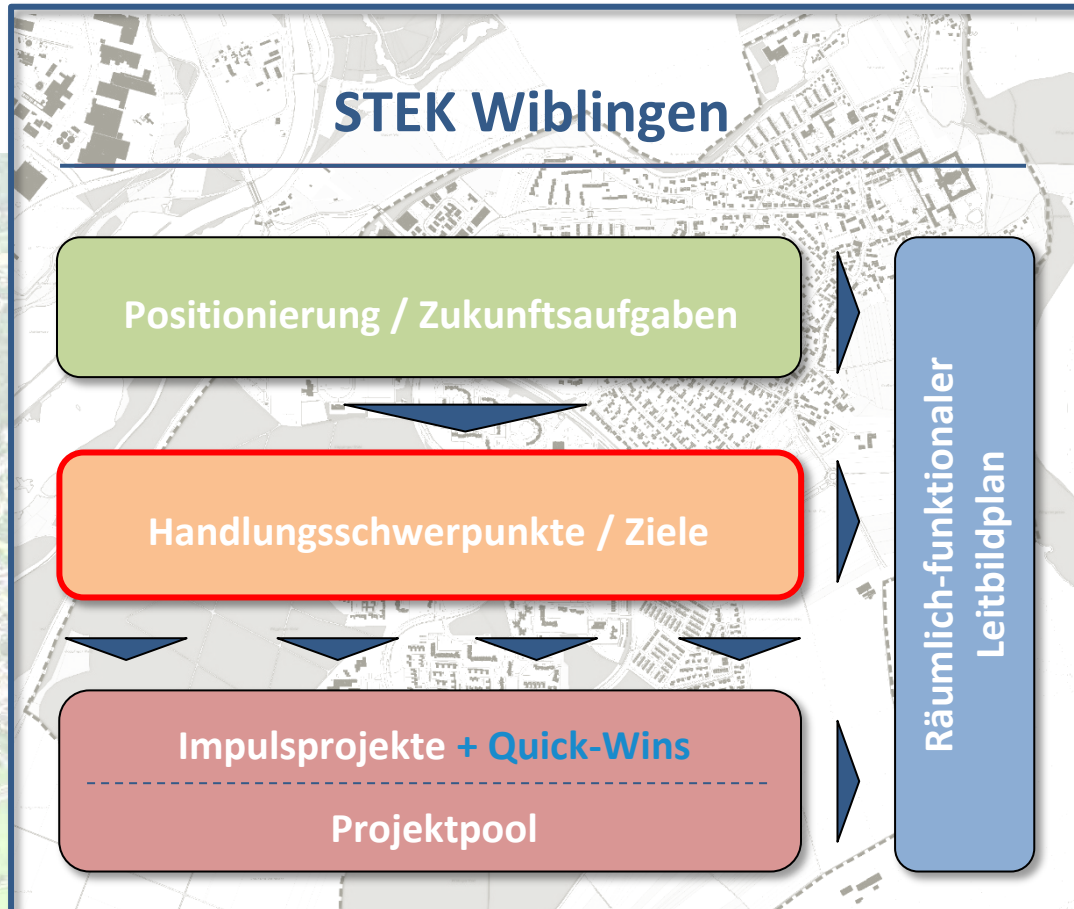 STEK Wiblingen
Positionierung / Zukunftsaufgaben
Handlungsschwerpunkte / Ziele
Impulsprojekte + Quick-Wins
Projektpool
Räumlich-funktionaler
Leitbildplan